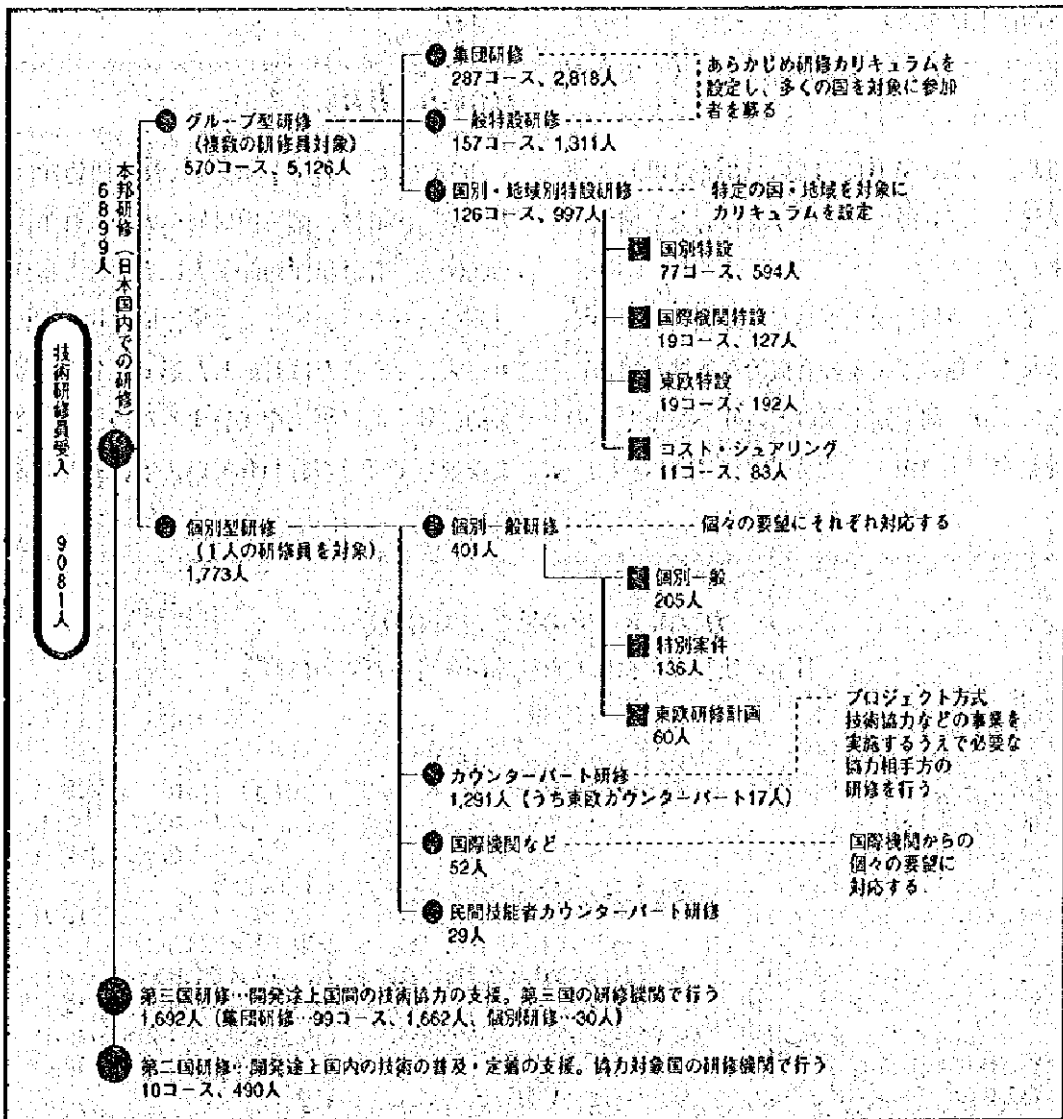 技術研修員受入 9081人
本邦研修（日本国内での研修）
6899人
グループ型研修
（複数の研修員対象）
570コース、5,126人
集団研修
287コース、2,818人
あらかじめ研修カリキュラムを
設定し、多くの国を対象に参加
者を募る
一般特設研修
157コース、1,311人
国別・地域別特設研修
126コース、997人
特定の国・地域を対象に
カリキュラムを設定
国別特設
77コース、594人
国際機関特設
19コース、127人
東欧特設
19コース、192人
コスト・シェアリング
11コース、83人
個別型研修
（1人の研修員を対象）
1,773人
個別一般研修
401人
個々の要望にそれぞれ対応する
個別一般
205人
特別案件
136人
東欧研修計画
60人
カウンターパート研修
1,291人（うち東欧カウンターパート17人）
プロジェクト方式
技術協力などの事業を
実施するうえで必要な
協力相手方の
研修を行う
国際機関など
52人
国際機関からの
個々の要望に
対応する
民間技能者カウンターパート研修
29人
第三国研修…開発途上国間の技術協力の支援。第三国の研修機関で行う
1,692人（集団研修…99コース、1,662人、個別研修…30人）
第二国研修…開発途上国内の技術の普及・定着の支援。協力対象国の研修機関で行う
10コース、490人